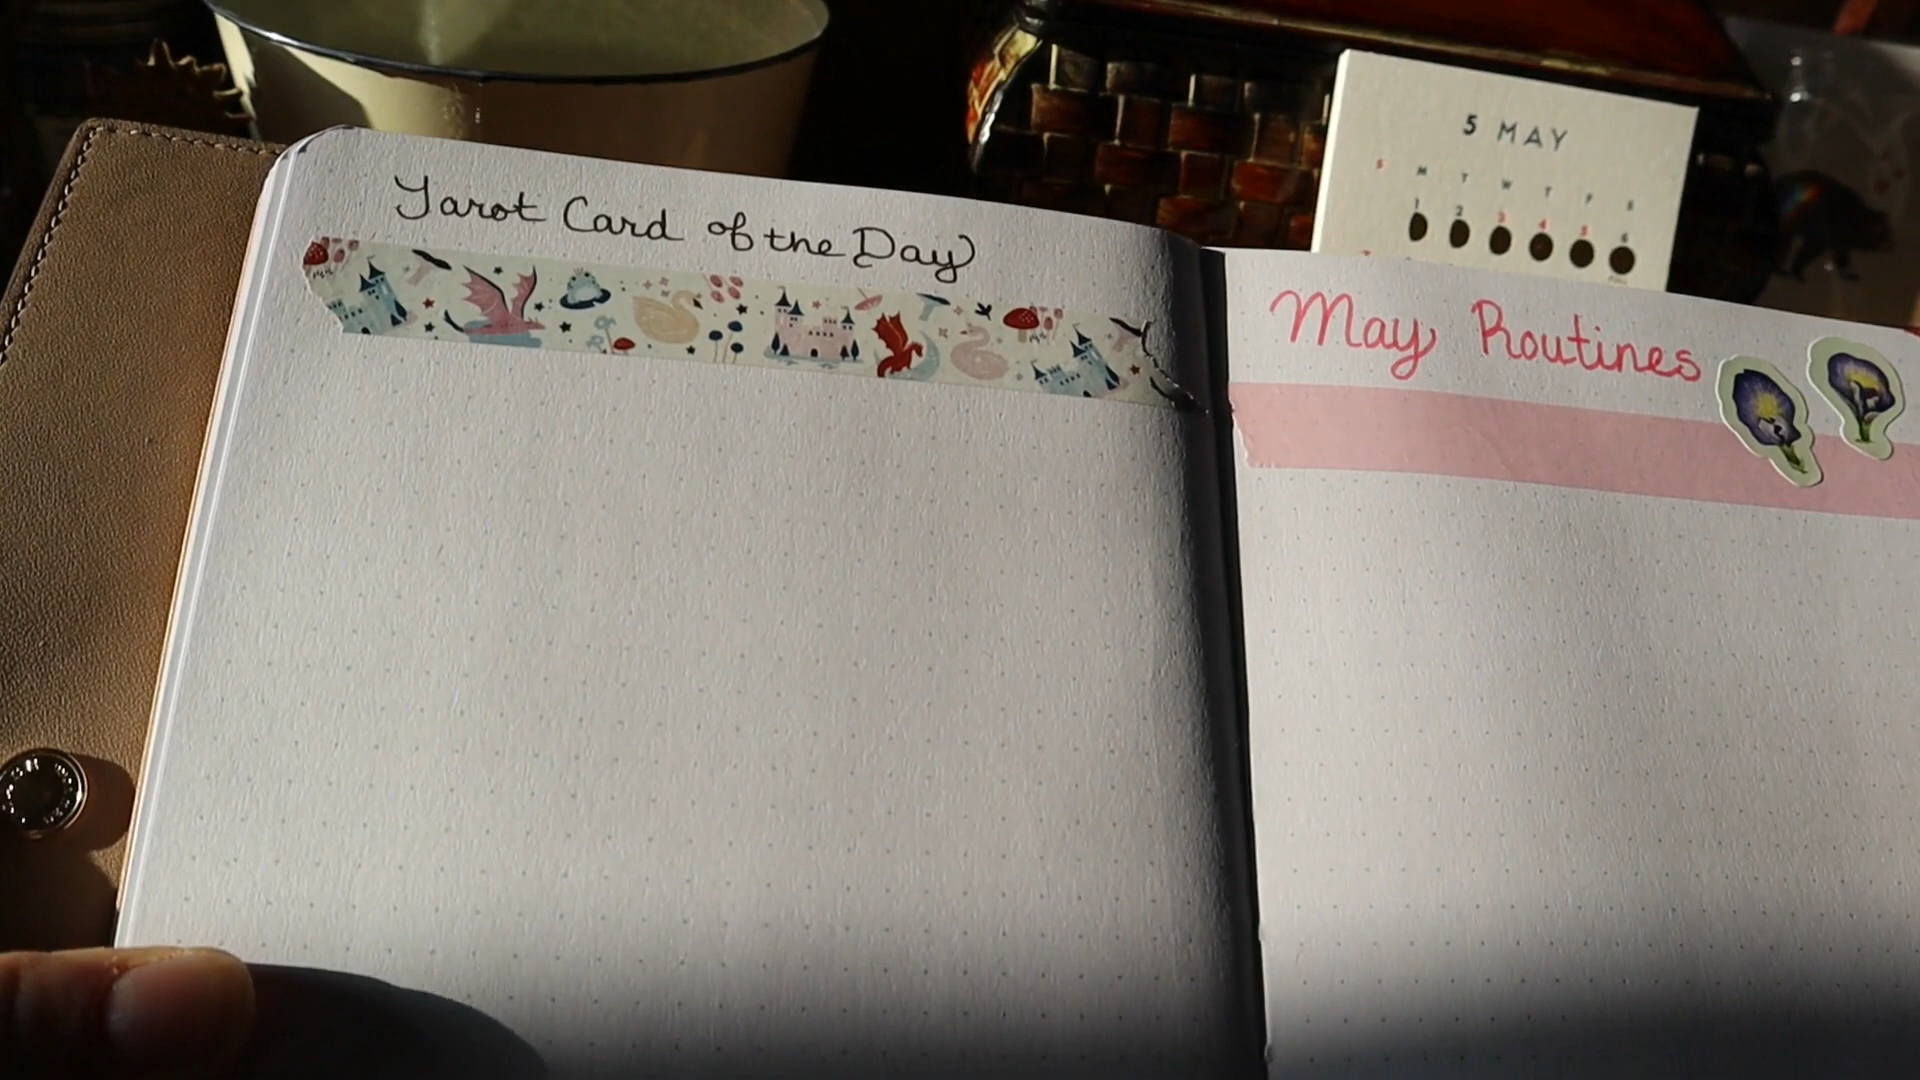 Tarot Card of the Day
5 MAY
S M T W T F S
1 2 3 4 5 6
May Routines